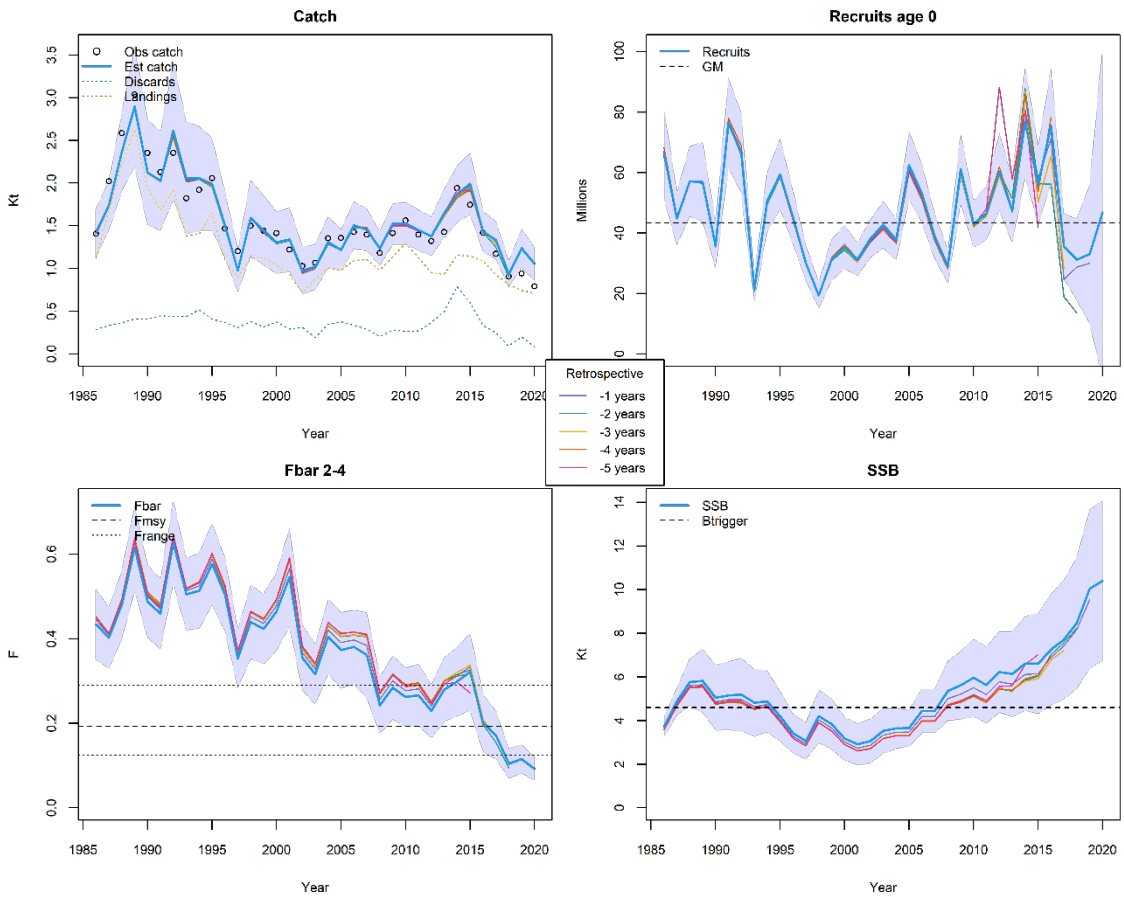 Catch
Kt
3.5
3.0
2.5
2.0
1.5
1.0
0.5
0.0
Obs catch
Est catch
Discards
Landings
1985 1990 1995 2000 2005 2010 2015 2020
Year
Recruits age 0
Millions
100
80
60
40
20
0
Recruits
GM
1985 1990 1995 2000 2005 2010 2015 2020
Year
Retrospective
-1 years
-2 years
-3 years
-4 years
-5 years
Fbar 2-4
F
0.6
0.4
0.2
0.0
Fbar
Fmsy
Frange
1985 1990 1995 2000 2005 2010 2015 2020
Year
SSB
Kt
14
12
10
8
6
4
2
0
SSB
Btrigger
1985 1990 1995 2000 2005 2010 2015 2020
Year